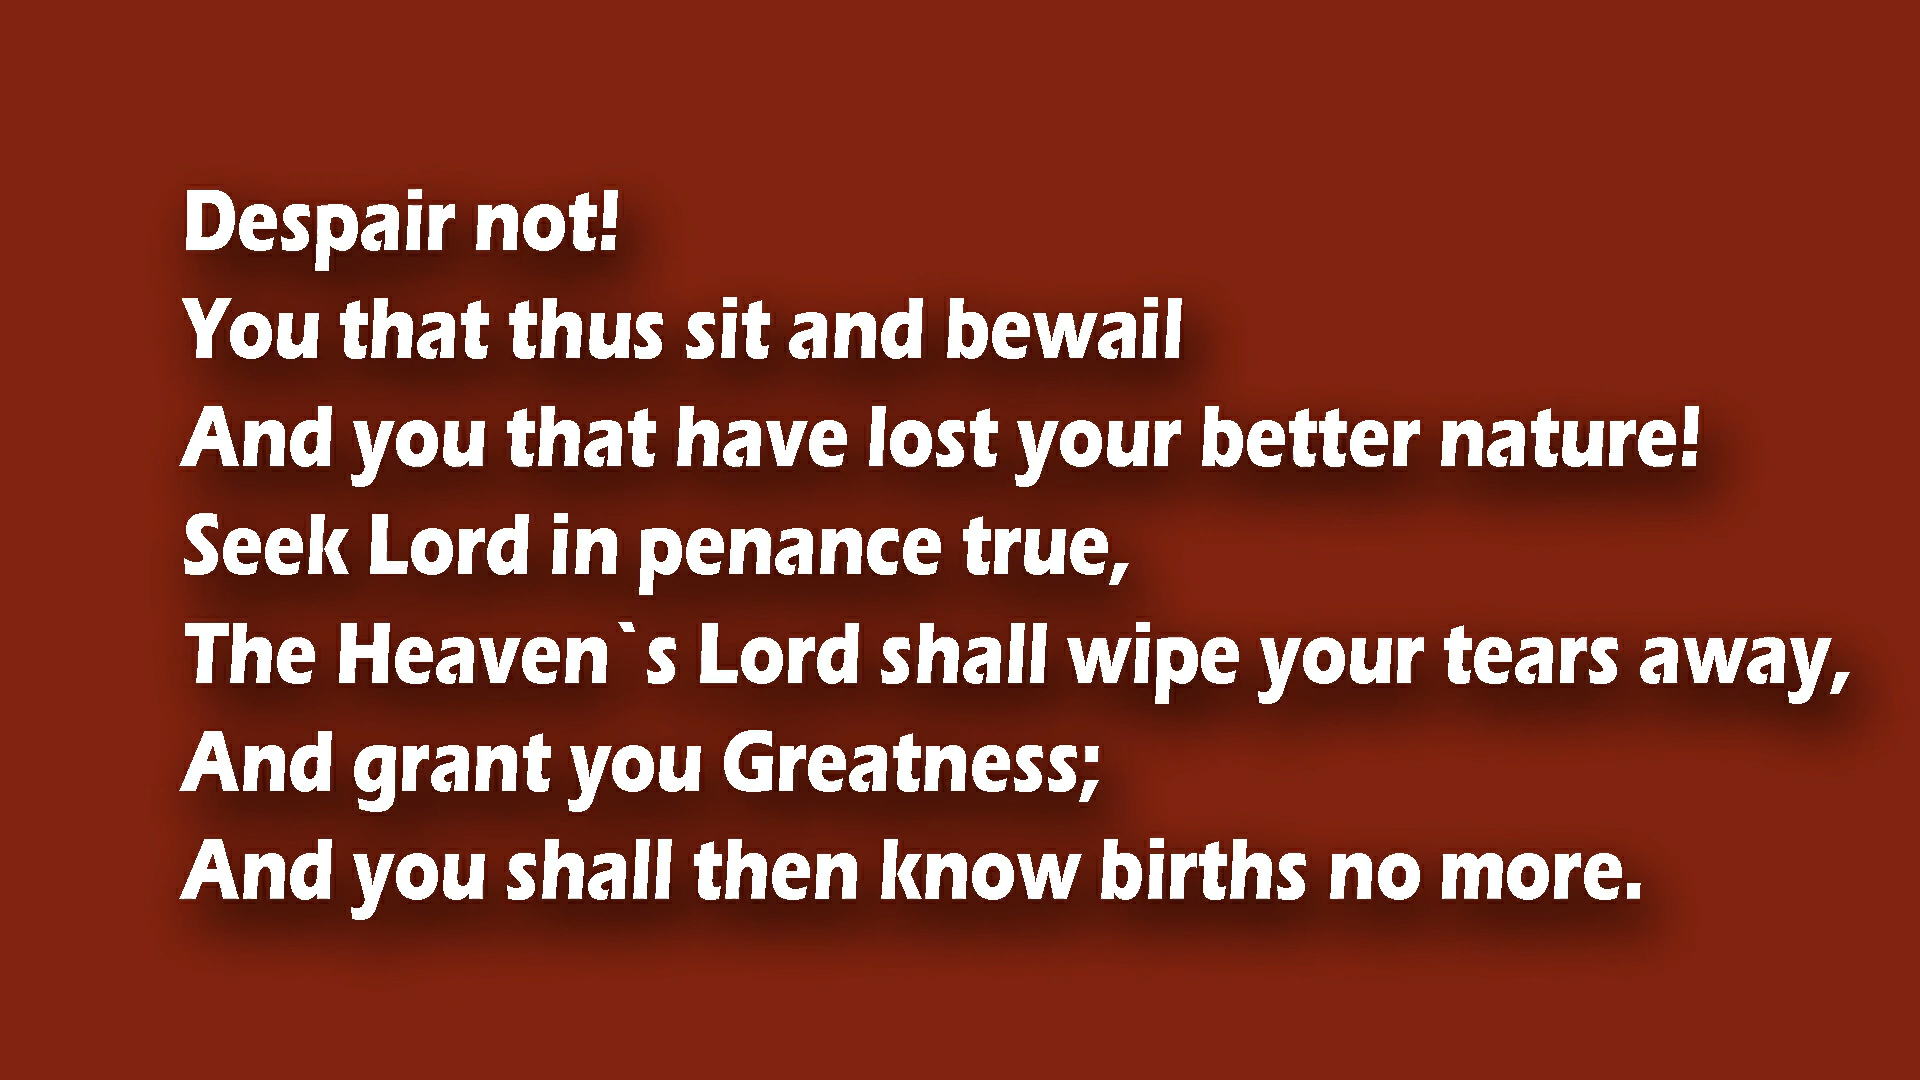 Despair not!
You that thus sit and bewail
And you that have lost your better nature!
Seek Lord in penance true,
The Heaven`s Lord shall wipe your tears away,
And grant you Greatness;
And you shall then know births no more.